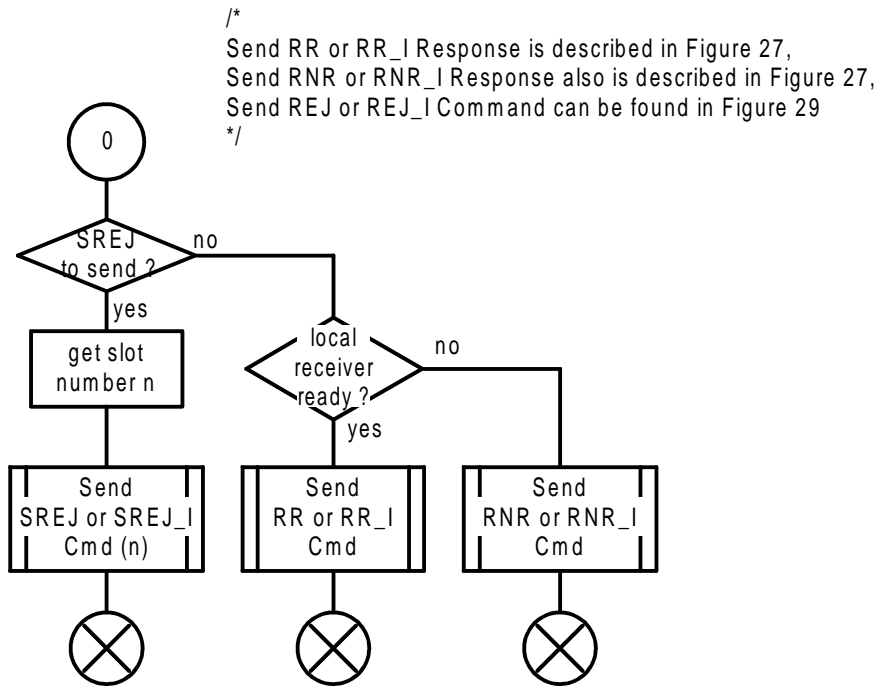 /*
Send RR or RR_I Response is described in Figure 27,
Send RNR or RNR_I Response also is described in Figure 27,
Send REJ or REJ_I Command can be found in Figure 29
*/
0
SREJ
to send ?
no
yes
get slot
number n
local
receiver
ready ?
no
yes
Send
SREJ or SREJ_I
Cmd (n)
Send
RR or RR_I
Cmd
Send
RNR or RNR_I
Cmd